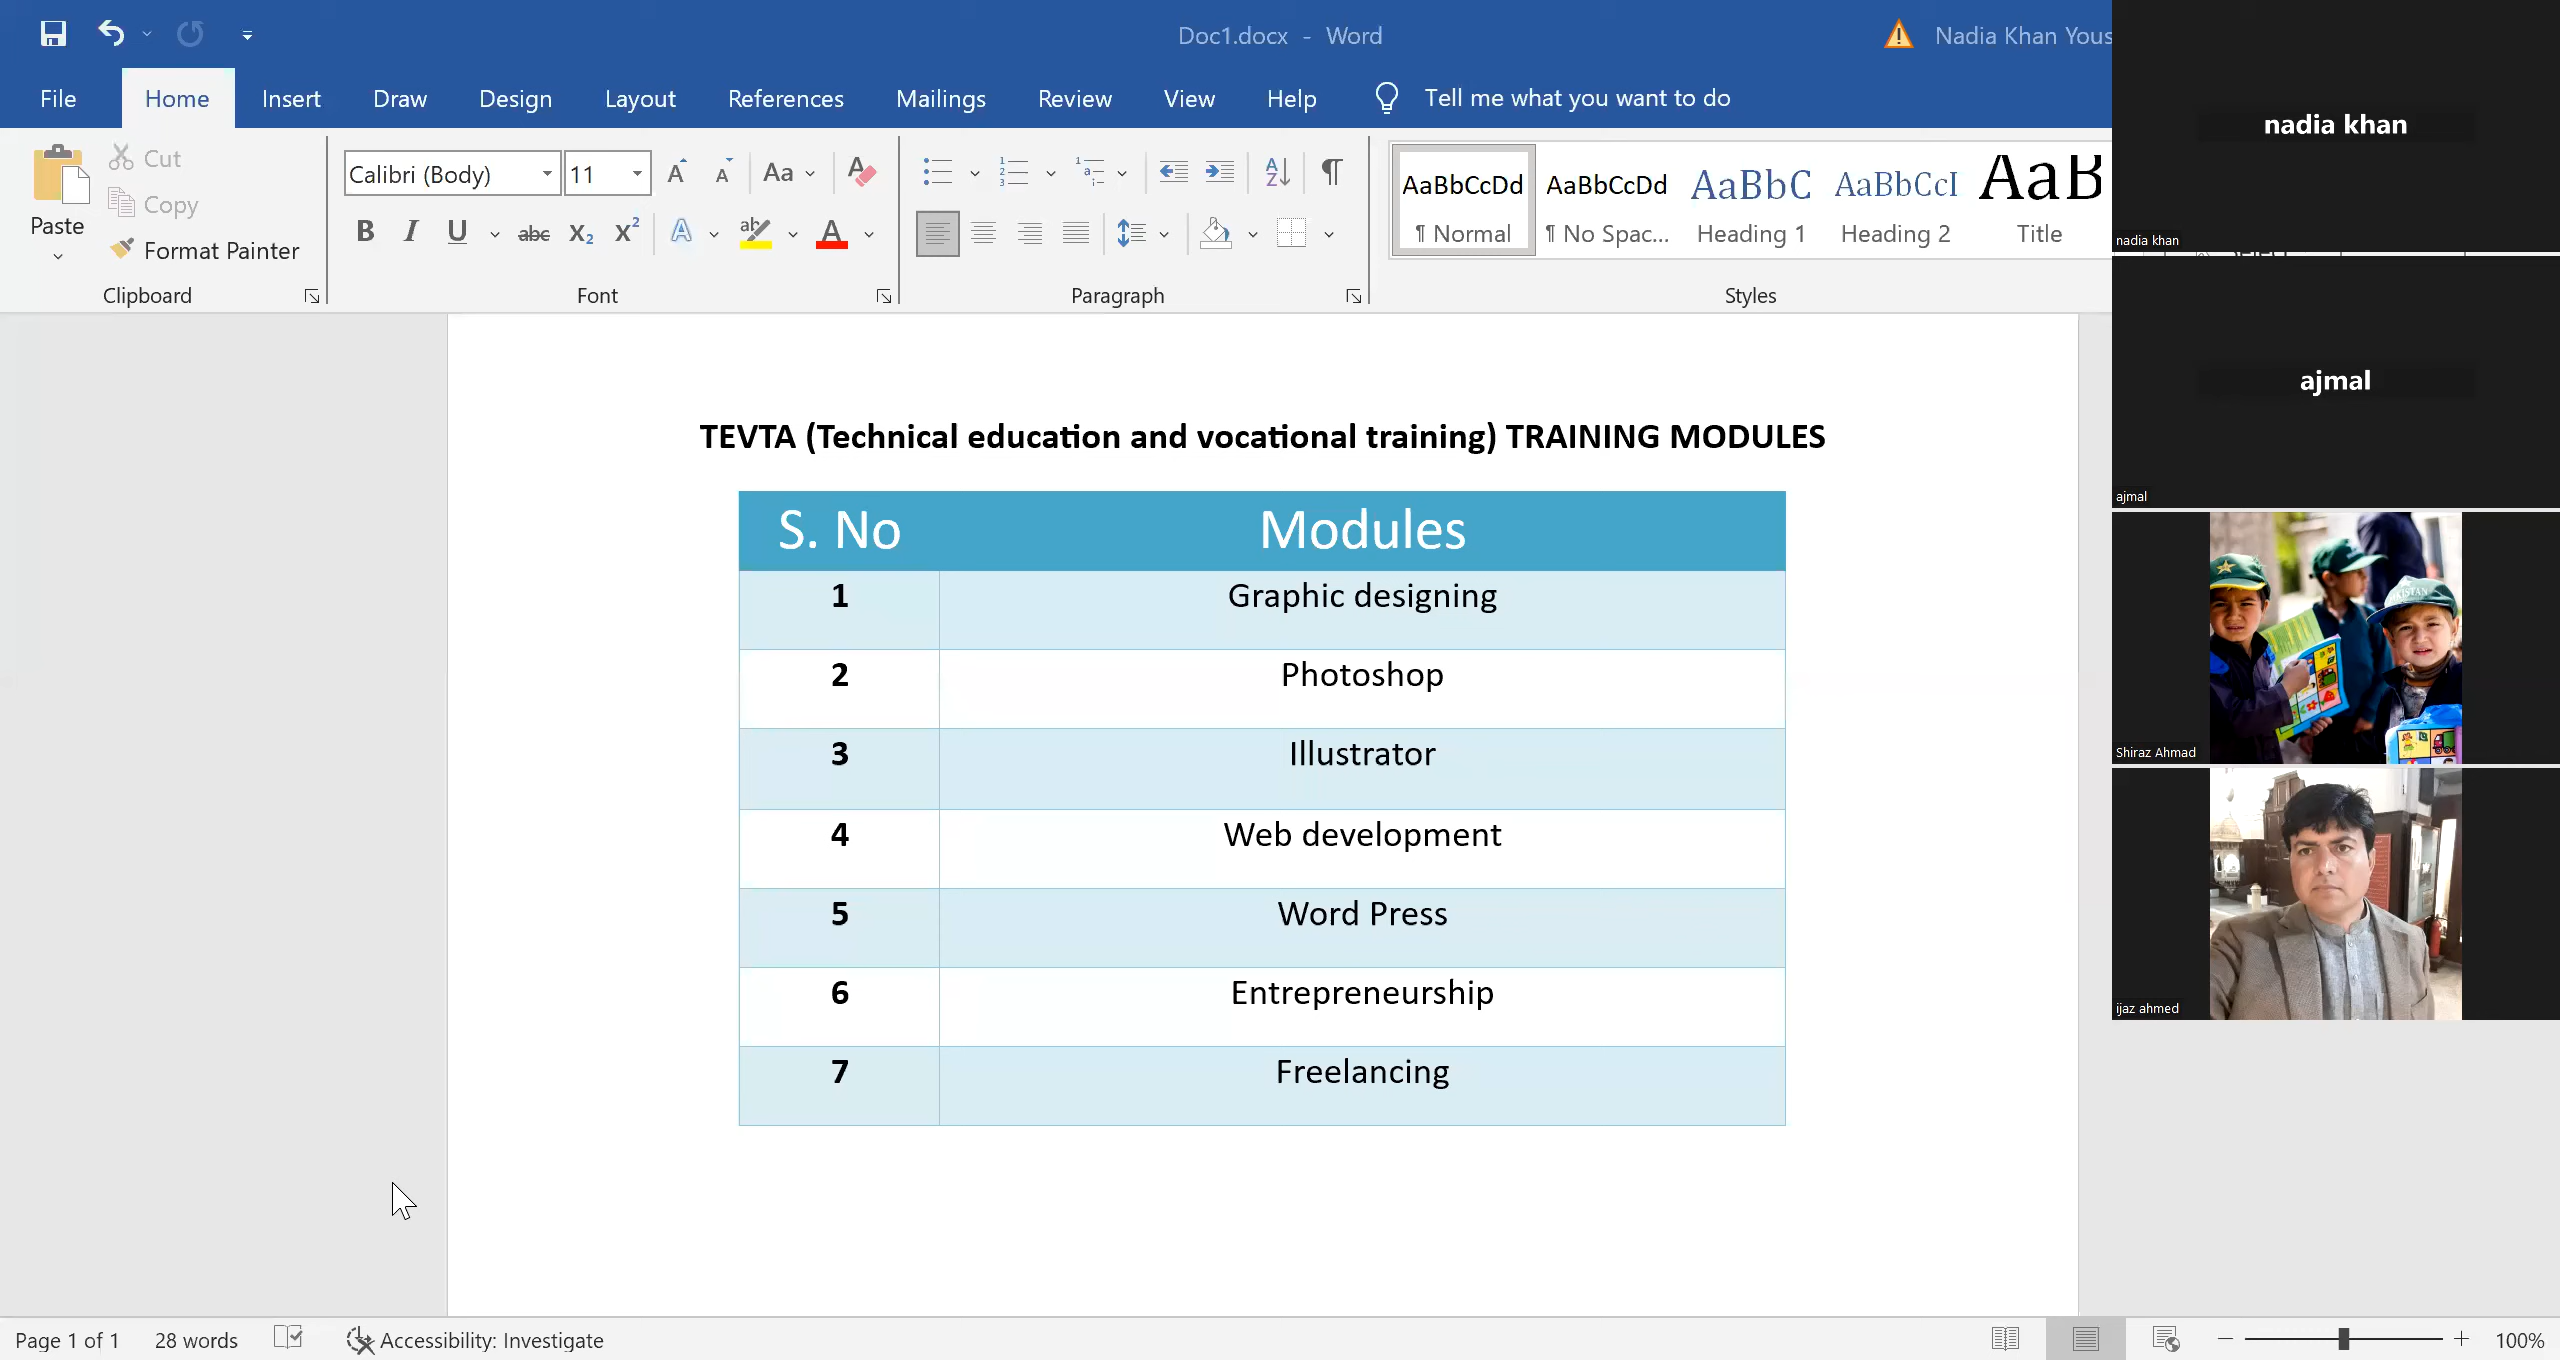 Doc1.docx - Word
Nadia Khan Yous
File Home Insert Draw Design Layout References Mailings Review View Help Tell me what you want to do
Paste
Cut
Copy
Format Painter
Clipboard
Calibri (Body) 11
Font
Paragraph
AaBbCcDd AaBbCcDd AaBbC AaBbCcI AaB
¶ Normal ¶ No Spac... Heading 1 Heading 2 Title
Styles
TEVTA (Technical education and vocational training) TRAINING MODULES
S. No Modules
1 Graphic designing
2 Photoshop
3 Illustrator
4 Web development
5 Word Press
6 Entrepreneurship
7 Freelancing
nadia khan
nadia khan
ajmal
ajmal
Shiraz Ahmad
ijaz ahmed
Page 1 of 1 28 words Accessibility: Investigate 100%